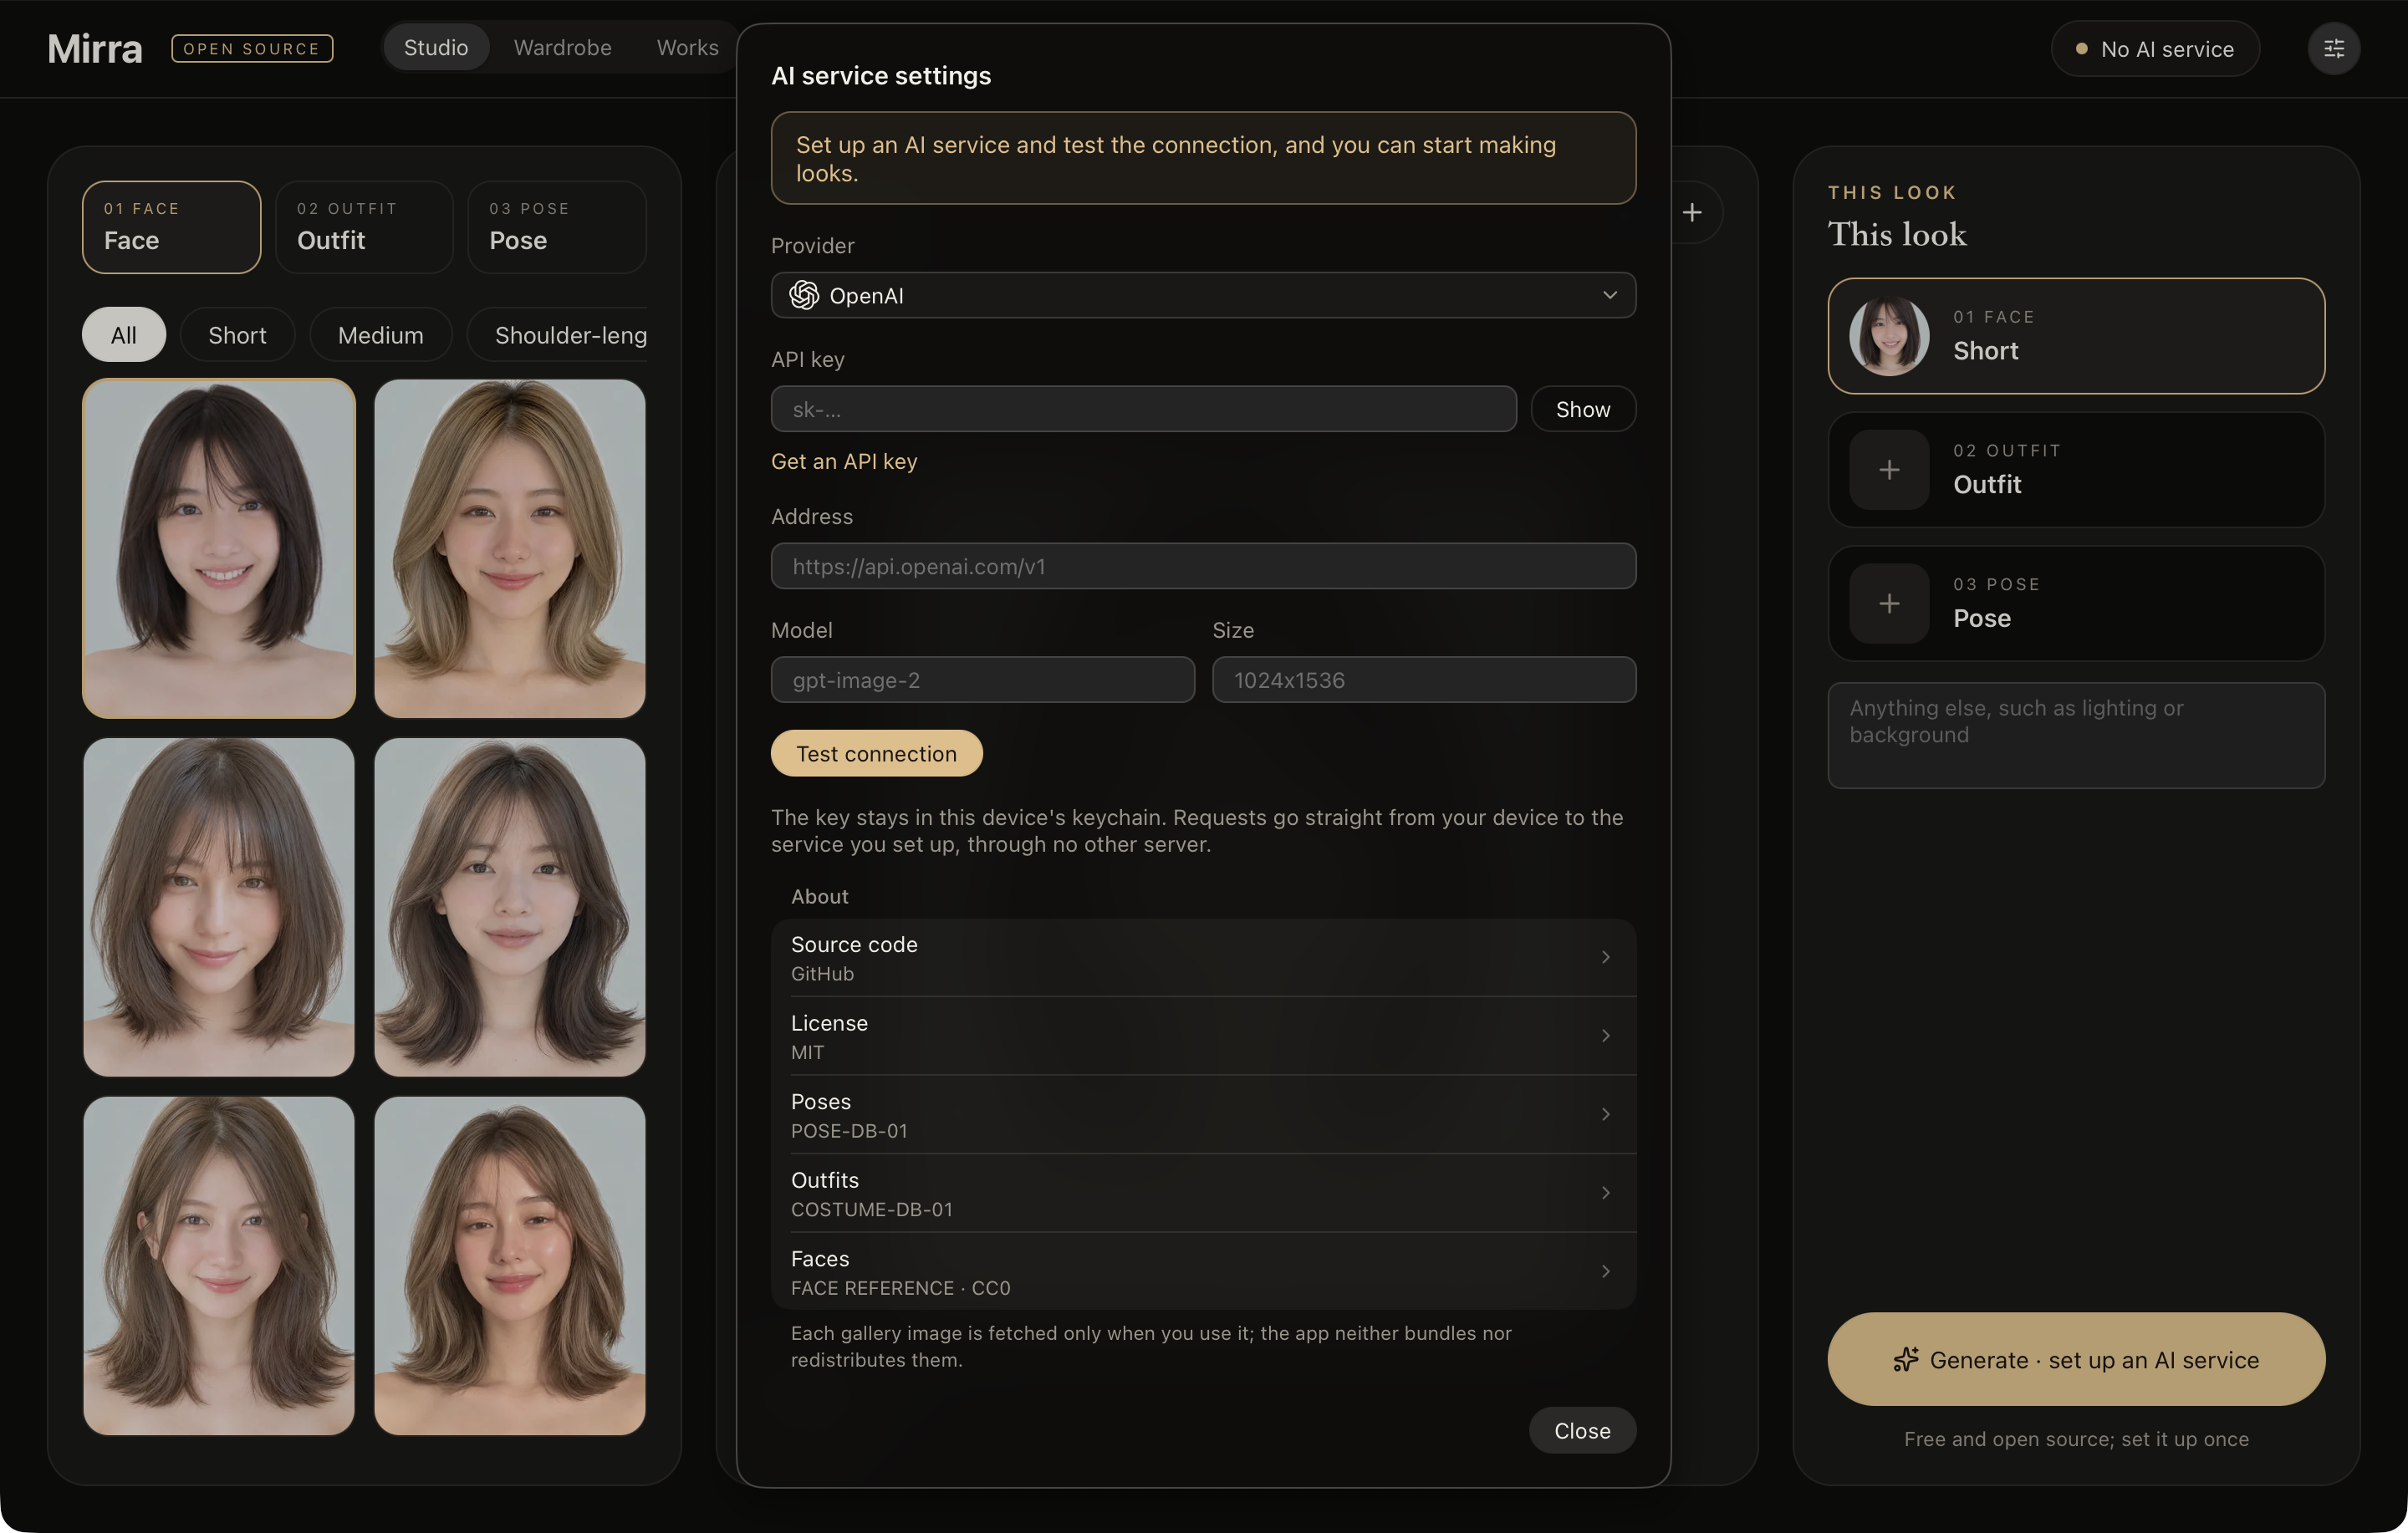 Mirra
OPEN SOURCE
Studio
Wardrobe
Works
No AI service
01 FACE
Face
02 OUTFIT
Outfit
03 POSE
Pose
All
Short
Medium
Shoulder-leng
AI service settings
Set up an AI service and test the connection, and you can start making
looks.
Provider
OpenAI
API key
sk-...
Show
Get an API key
Address
https://api.openai.com/v1
Model
Size
gpt-image-2
1024x1536
Test connection
The key stays in this device's keychain. Requests go straight from your device to the
service you set up, through no other server.
About
Source code
GitHub
License
MIT
Poses
POSE-DB-01
Outfits
COSTUME-DB-01
Faces
FACE REFERENCE · CC0
Each gallery image is fetched only when you use it; the app neither bundles nor
redistributes them.
Close
THIS LOOK
This look
01 FACE
Short
02 OUTFIT
Outfit
03 POSE
Pose
Anything else, such as lighting or
background
Generate · set up an AI service
Free and open source; set it up once